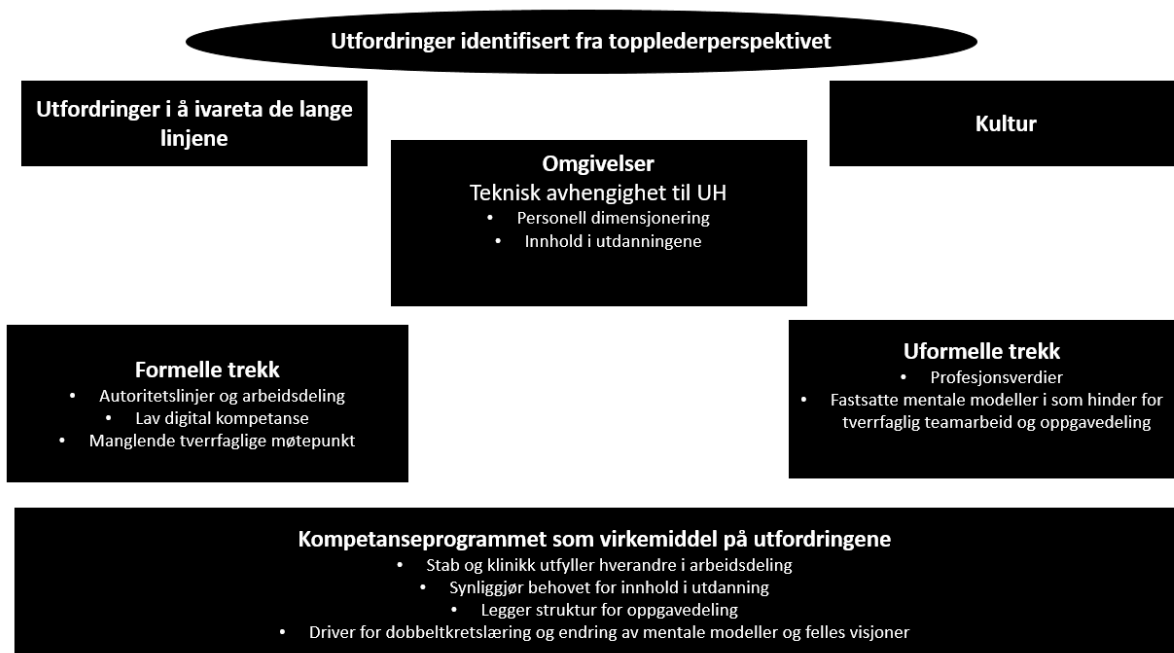 Utfordringer identifisert fra topplederperspektivet
Utfordringer i å ivareta de lange
linjene
Kultur
Omgivelser
Teknisk avhengighet til UH
• Personell dimensjonering
• Innhold i utdanningene
Formelle trekk
• Autoritetslinjer og arbeidsdeling
• Lav digital kompetanse
• Manglende tverrfaglige møtepunkt
Uformelle trekk
• Profesjonsverdier
• Fastsatte mentale modeller i som hinder for
tverrfaglig teamarbeid og oppgavedeling
Kompetanseprogrammet som virkemiddel på utfordringene
• Stab og klinikk utfyller hverandre i arbeidsdeling
• Synliggjør behovet for innhold i utdanning
• Legger struktur for oppgavedeling
• Driver for dobbeltkretslæring og endring av mentale modeller og felles visjoner